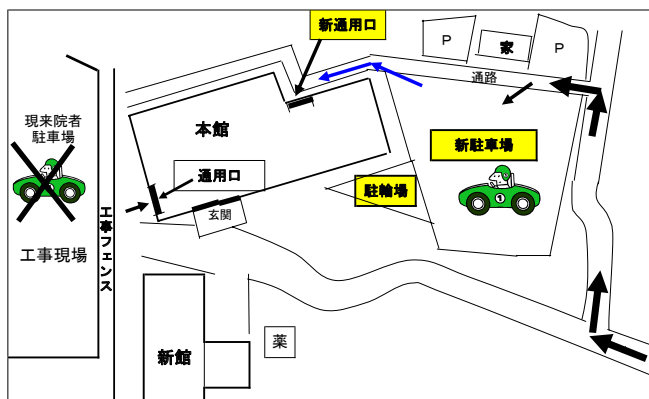 新通用口
P
家
P
通路
現来院者
駐車場
本館
新駐車場
通用口
駐輪場
①
玄関
工事フェンス
工事現場
新館
薬